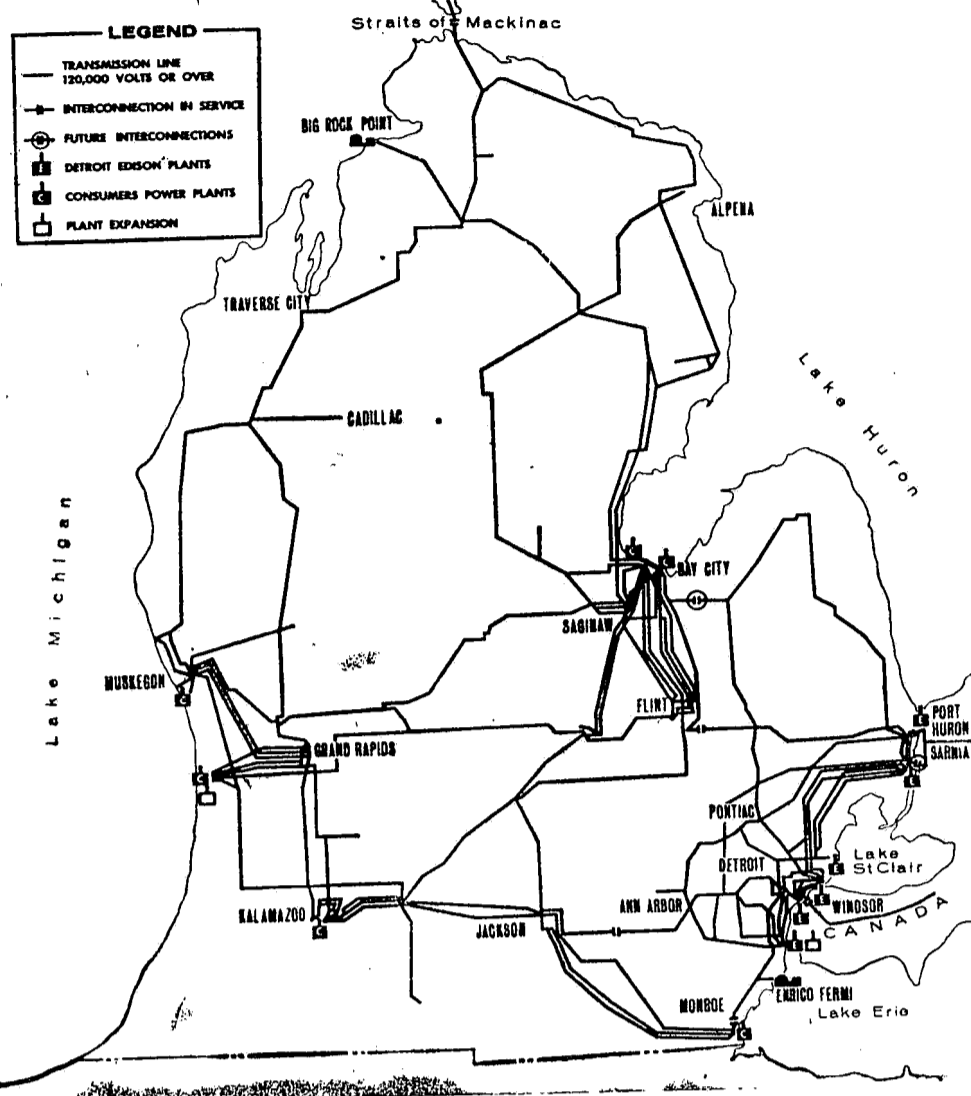 Straits of Mackinac
LEGEND
TRANSMISSION LINE
120,000 VOLTS OR OVER
INTERCONNECTION IN SERVICE
FUTURE INTERCONNECTIONS
DETROIT EDISON PLANTS
CONSUMERS POWER PLANTS
PLANT EXPANSION
BIG ROCK POINT
ALPENA
TRAVERSE CITY
Lake Huron
CADILLAC
Lake Michigan
BAY CITY
SAGINAW
MUSKEGON
FLINT
PORT
HURON
GRAND RAPIDS
SARNIA
PONTIAC
DETROIT
Lake
St Clair
KALAMAZOO
ANN ARBOR
WINDSOR
JACKSON
CANADA
ENRICO FERMI
MONROE
Lake Erie